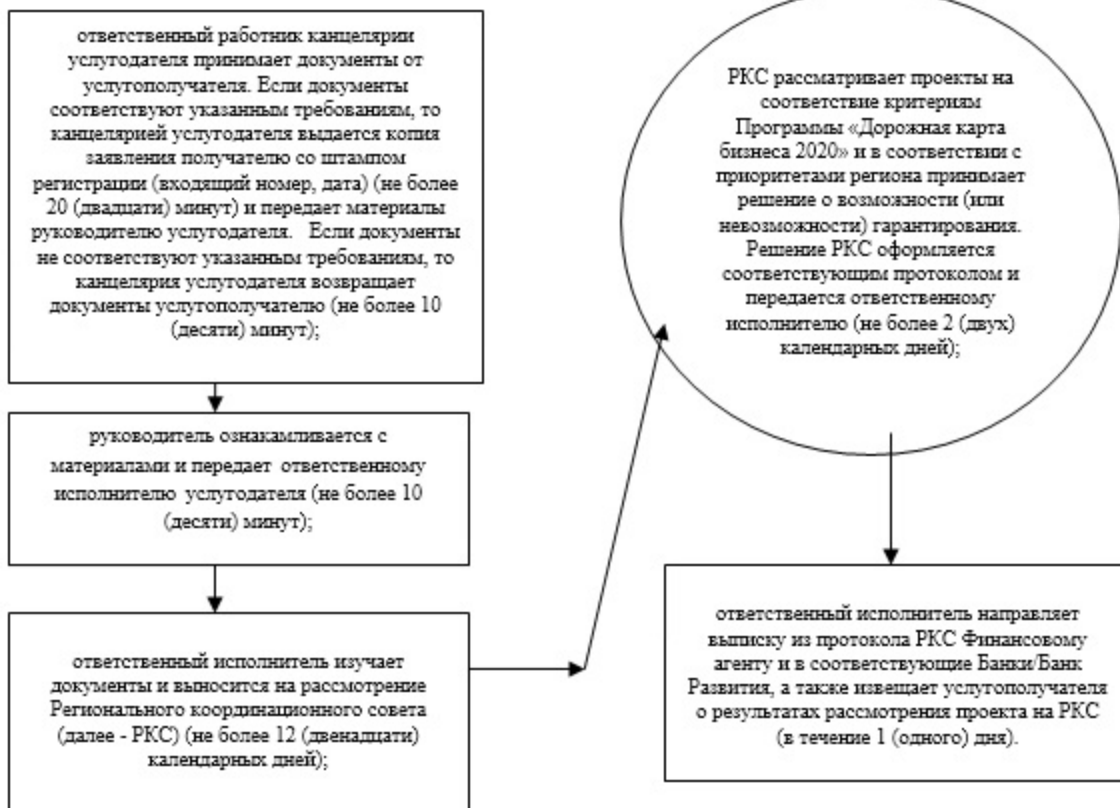 ответственный работник канцелярии
услугодателя принимает документы от
услугополучателя. Если документы
соответствуют указанным требованиям, то
канцелярией услугодателя выдается копия
заявления получателю со штампом
регистрации (входящий номер, дата) (не более
20 (двадцати) минут) и передает материалы
руководителю услугодателя. Если документы
не соответствуют указанным требованиям, то
канцелярия услугодателя возвращает
документы услугополучателю (не более 10
(десяти) минут);
руководитель ознакамливается с
материалами и передает ответственному
исполнителю услугодателя (не более 10
(десяти) минут);
ответственный исполнитель изучает
документы и выносится на рассмотрение
Регионального координационного совета
(далее - РКС) (не более 12 (двенадцати)
календарных дней);
РКС рассматривает проекты на
соответствие критериям
Программы «Дорожная карта
бизнеса 2020» и в соответствии с
приоритетами региона принимает
решение о возможности (или
невозможности) гарантирования.
Решение РКС оформляется
соответствующим протоколом и
передается ответственному
исполнителю (не более 2 (двух)
календарных дней);
ответственный исполнитель направляет
выписку из протокола РКС Финансовому
агенту и в соответствующие Банки/Банк
Развития, а также извещает услугополучателя
о результатах рассмотрения проекта на РКС
(в течение 1 (одного) дня).